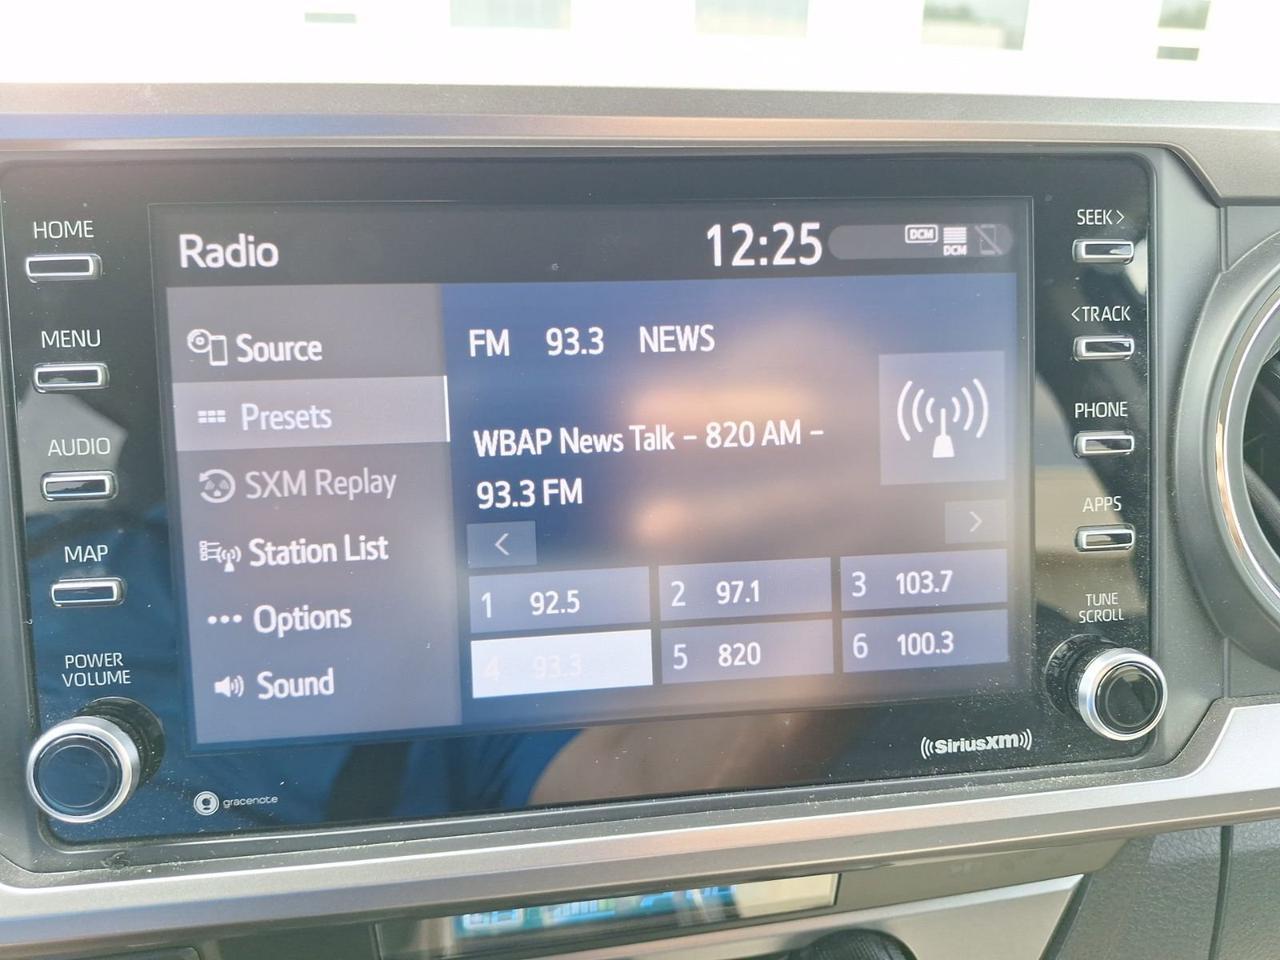 HOME
MENU
AUDIO
MAP
POWER
VOLUME
Radio
12:25
DCM
DCM
Source
Presets
SXM Replay
Station List
Options
Sound
FM 93.3 NEWS
WBAP News Talk - 820 AM -
93.3 FM
<
>
1 92.5
2 97.1
3 103.7
4 93.3
5 820
6 100.3
SEEK>
<TRACK
PHONE
APPS
TUNE
SCROLL
gracenote
((SiriusXM))